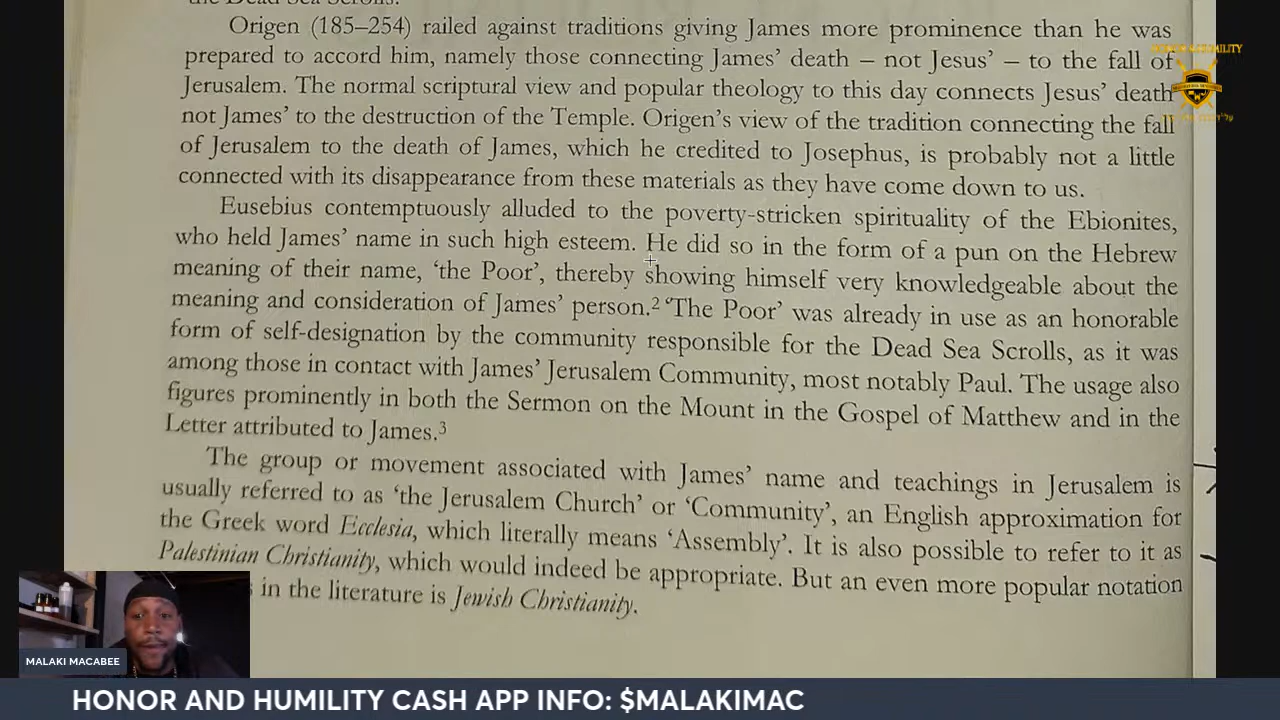 the Dead Sea Scrolls.
Origen (185–254) railed against traditions giving James more prominence than he was
prepared to accord him, namely those connecting James’ death – not Jesus’ – to the fall of
Jerusalem. The normal scriptural view and popular theology to this day connects Jesus’ death
not James’ to the destruction of the Temple. Origen’s view of the tradition connecting the fall
of Jerusalem to the death of James, which he credited to Josephus, is probably not a little
connected with its disappearance from these materials as they have come down to us.
Eusebius contemptuously alluded to the poverty-stricken spirituality of the Ebionites,
who held James’ name in such high esteem. He did so in the form of a pun on the Hebrew
meaning of their name, ‘the Poor’, thereby showing himself very knowledgeable about the
meaning and consideration of James’ person.² ‘The Poor’ was already in use as an honorable
form of self-designation by the community responsible for the Dead Sea Scrolls, as it was
among those in contact with James’ Jerusalem Community, most notably Paul. The usage also
figures prominently in both the Sermon on the Mount in the Gospel of Matthew and in the
Letter attributed to James.³
The group or movement associated with James’ name and teachings in Jerusalem is
usually referred to as ‘the Jerusalem Church’ or ‘Community’, an English approximation for
the Greek word Ecclesia, which literally means ‘Assembly’. It is also possible to refer to it as
Palestinian Christianity, which would indeed be appropriate. But an even more popular notation
in the literature is Jewish Christianity.
MALAKI MACABEE
HONOR AND HUMILITY CASH APP INFO: $MALAKIMAC